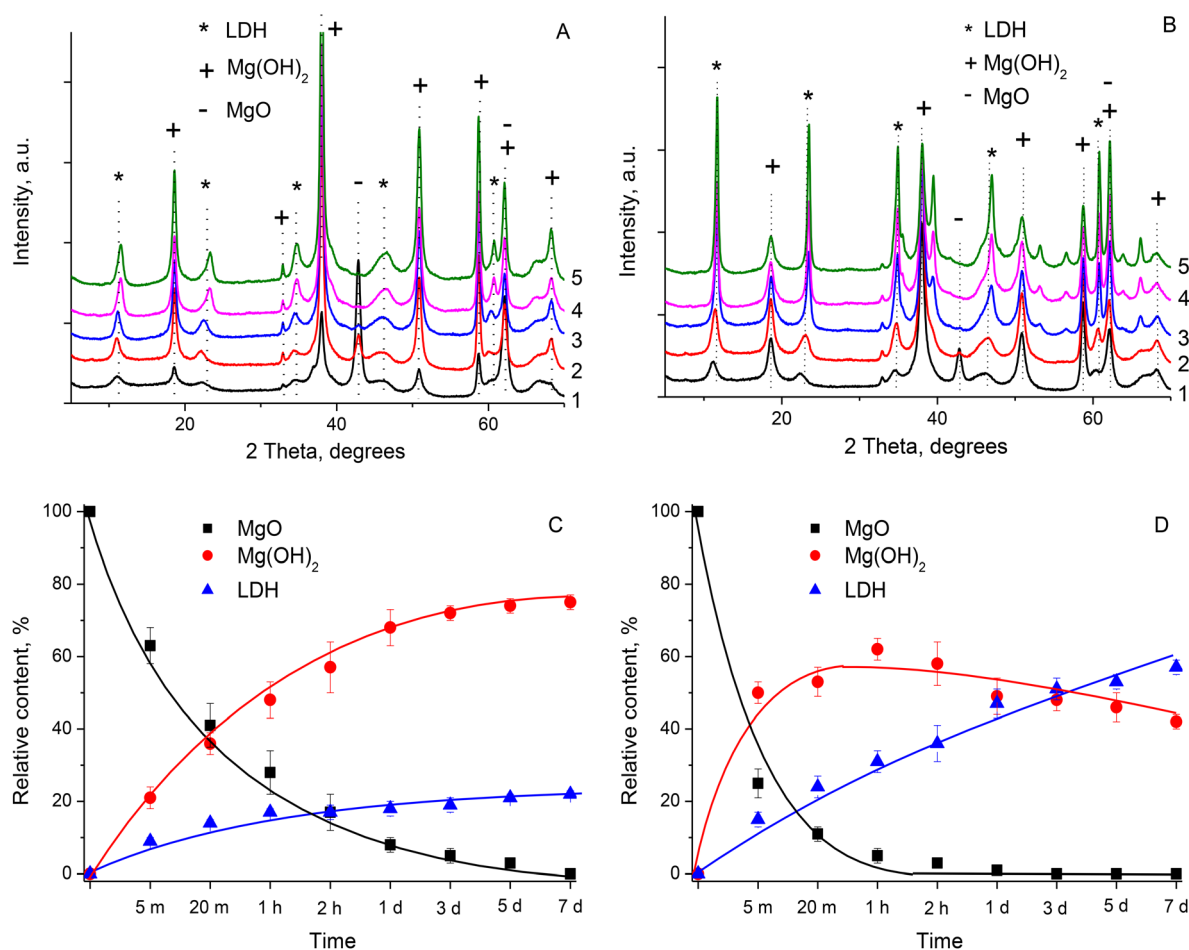 A
* LDH
+ Mg(OH)₂
- MgO
Intensity, a.u.
5
4
3
2
1
20 40 60
2 Theta, degrees
B
* LDH
+ Mg(OH)₂
- MgO
Intensity, a.u.
5
4
3
2
1
20 40 60
2 Theta, degrees
C
MgO
Mg(OH)₂
LDH
Relative content, %
100
80
60
40
20
0
5 m 20 m 1 h 2 h 1 d 3 d 5 d 7 d
Time
D
MgO
Mg(OH)₂
LDH
Relative content, %
100
80
60
40
20
0
5 m 20 m 1 h 2 h 1d 3 d 5 d 7 d
Time